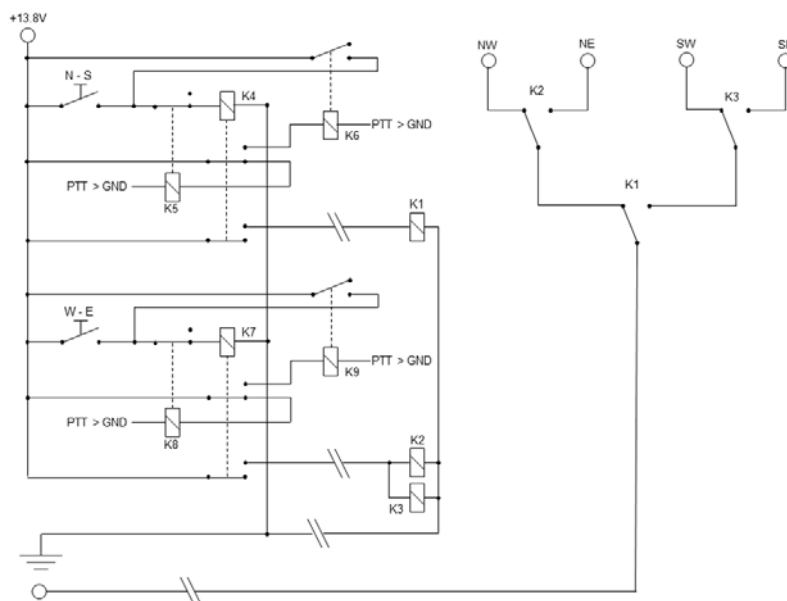 +13.8V
NW
NE
SW
N - S
K4
K2
K3
K6
PTT > GND
PTT > GND
K5
K1
K1
W - E
K7
K9
PTT > GND
PTT > GND
K8
K2
K3